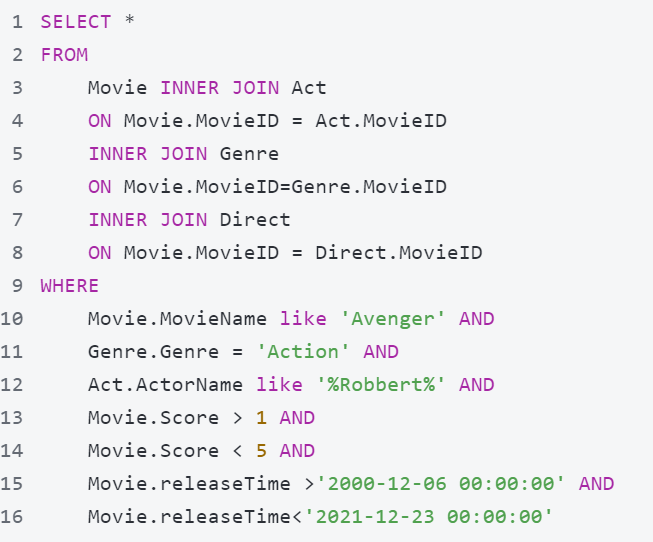 1 SELECT *
2 FROM
3 Movie INNER JOIN Act
4 ON Movie.MovieID = Act.MovieID
5 INNER JOIN Genre
6 ON Movie.MovieID=Genre.MovieID
7 INNER JOIN Direct
8 ON Movie.MovieID = Direct.MovieID
9 WHERE
10 Movie.MovieName like 'Avenger' AND
11 Genre.Genre = 'Action' AND
12 Act.ActorName like '%Robbert%' AND
13 Movie.Score > 1 AND
14 Movie.Score < 5 AND
15 Movie.releaseTime >'2000-12-06 00:00:00' AND
16 Movie.releaseTime<'2021-12-23 00:00:00'